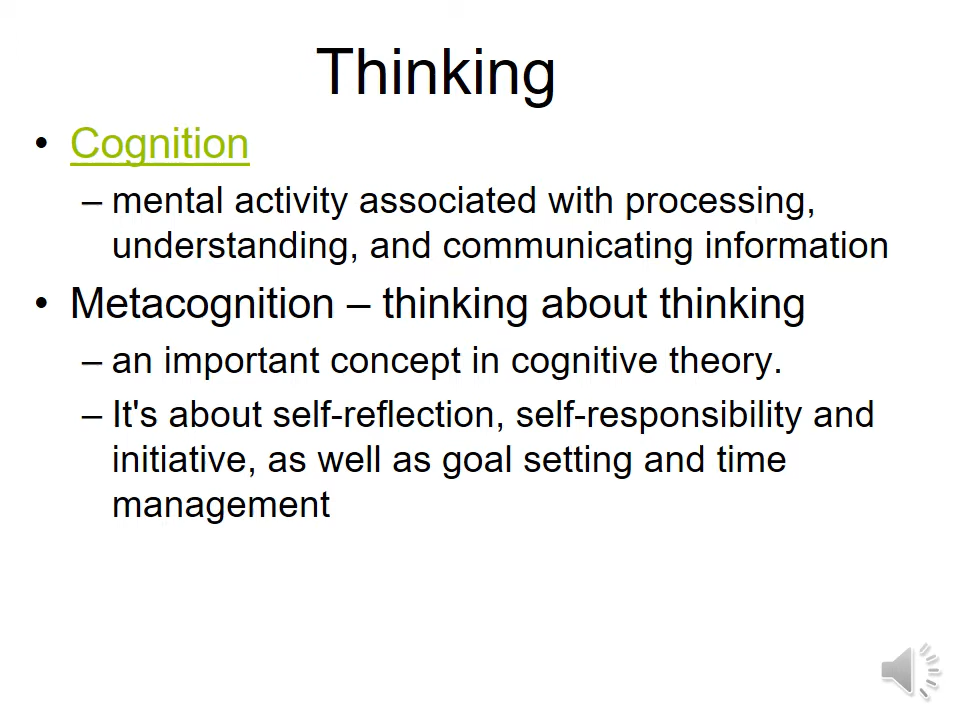 Thinking
• Cognition
– mental activity associated with processing,
understanding, and communicating information
• Metacognition – thinking about thinking
– an important concept in cognitive theory.
– It's about self-reflection, self-responsibility and
initiative, as well as goal setting and time
management